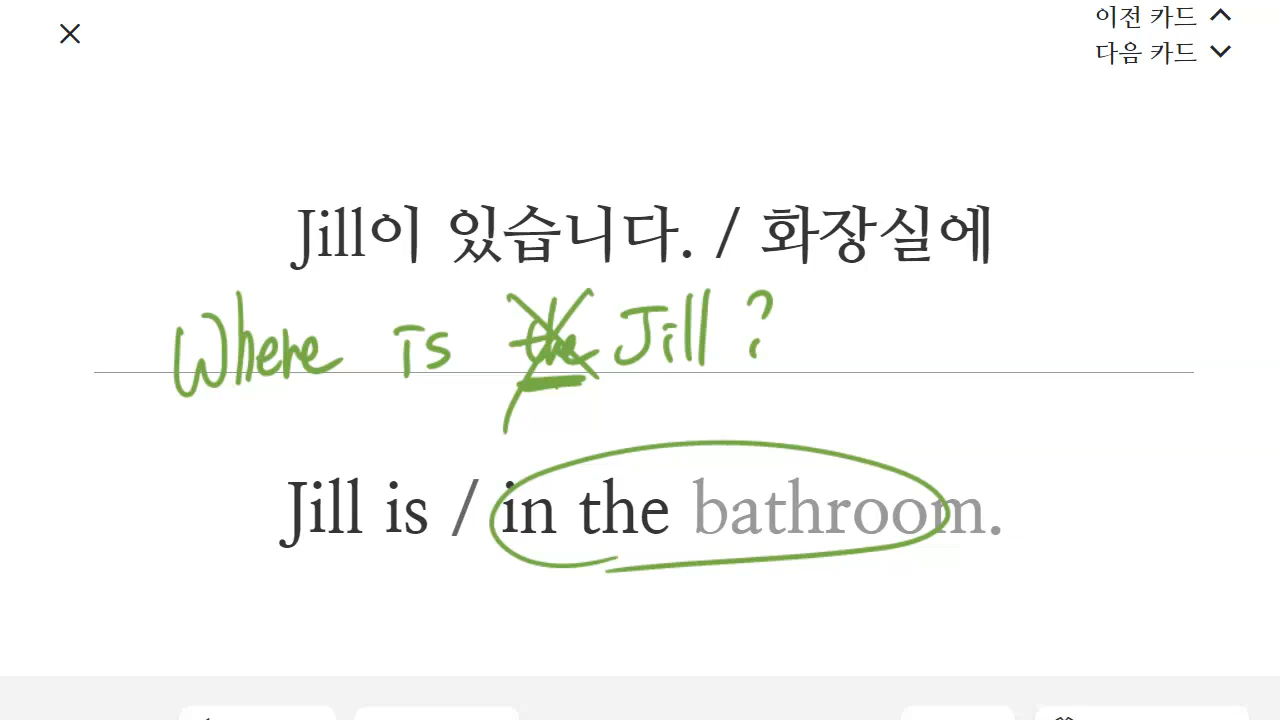 이전 카드
다음 카드
Jill이 있습니다. / 화장실에
Where is the Jill?
Jill is / in the bathroom.